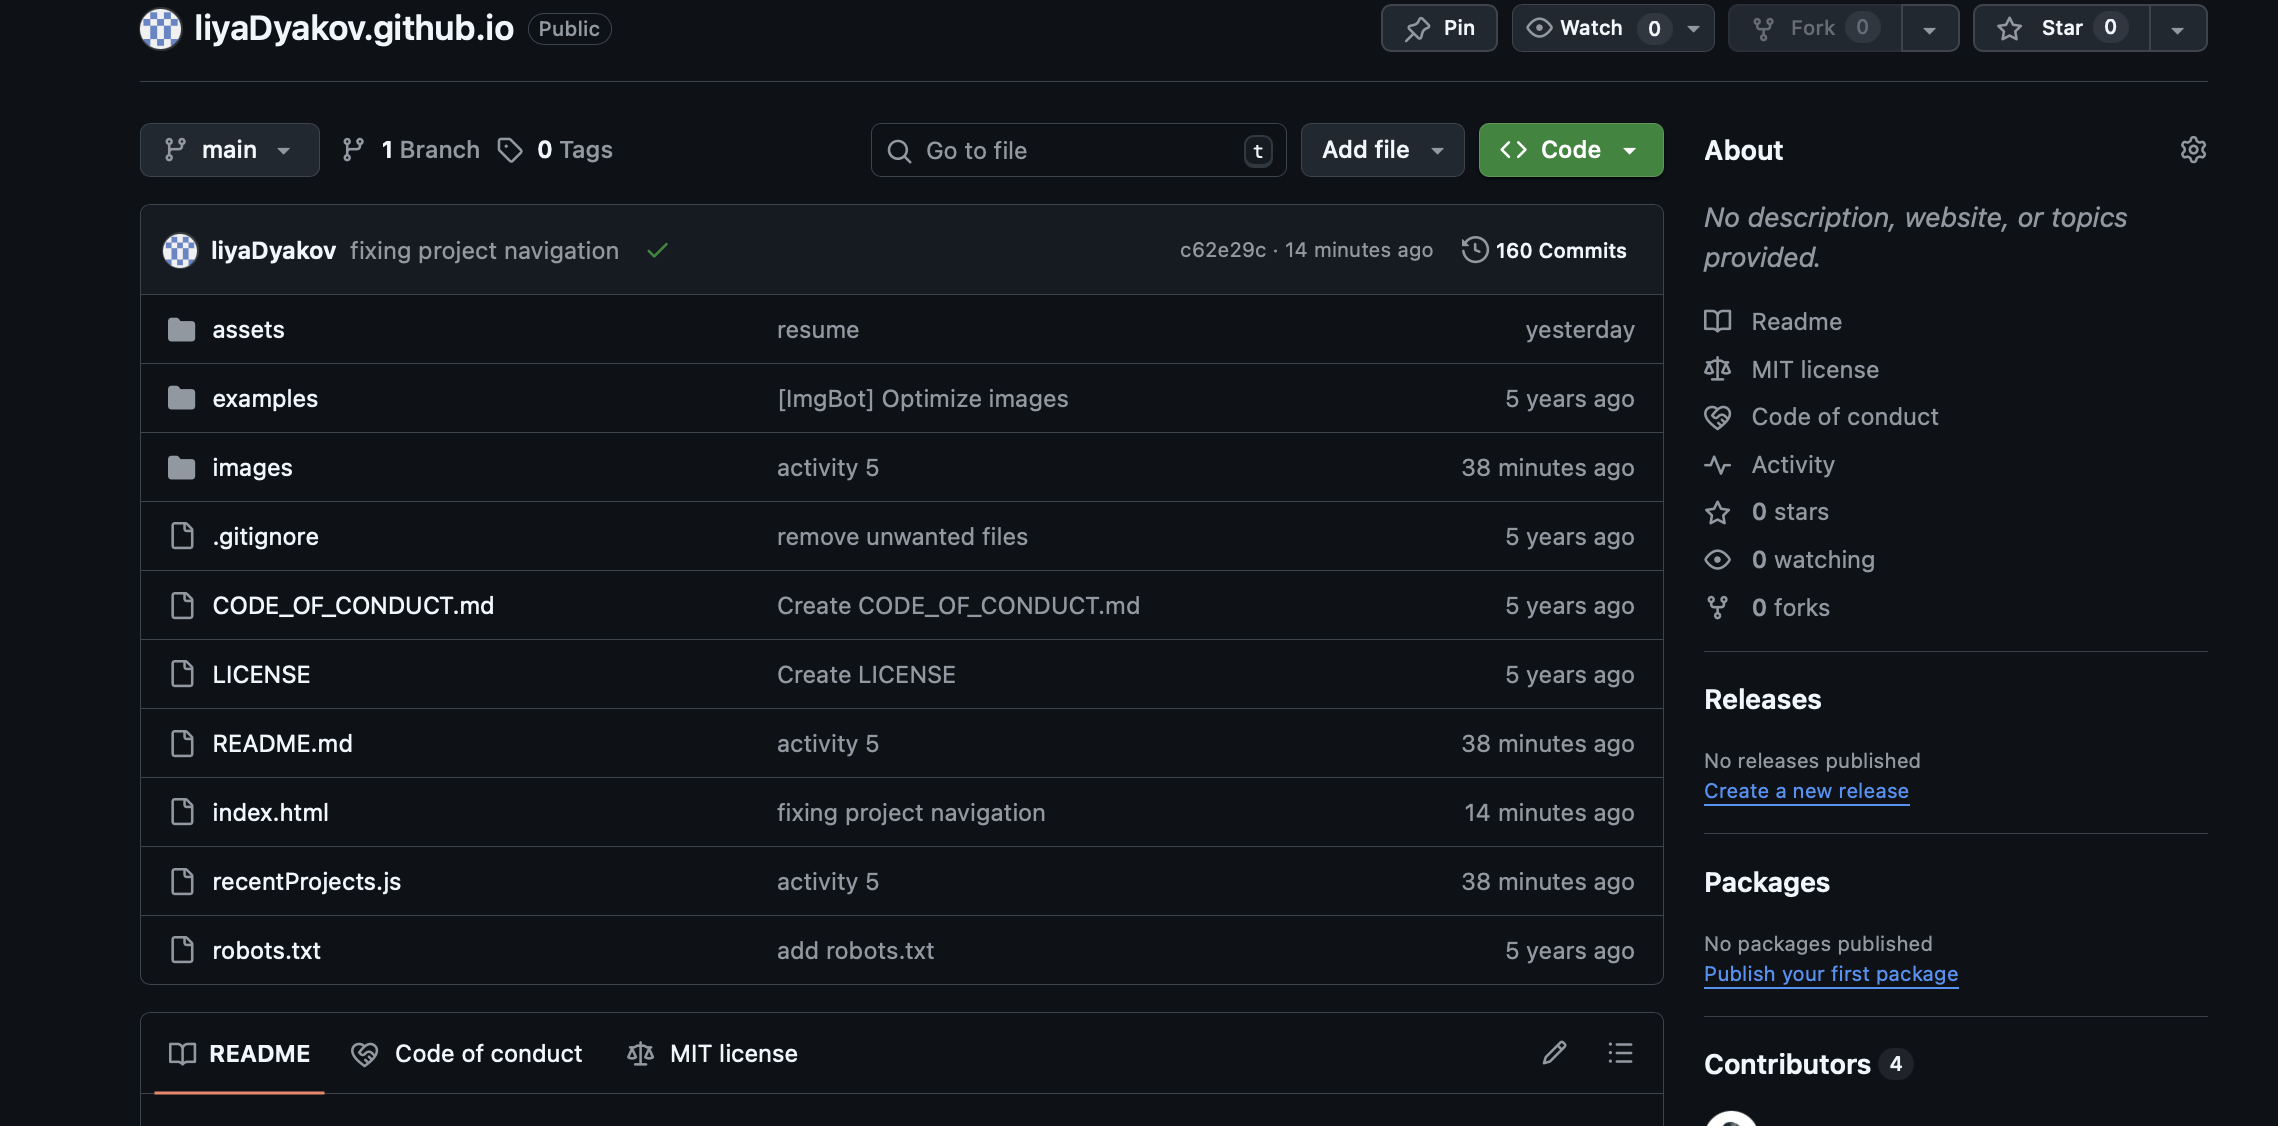 liyaDyakov.github.io Public Pin Watch 0 Fork 0 Star 0
main 1 Branch 0 Tags Go to file t Add file Code
liyaDyakov fixing project navigation c62e29c · 14 minutes ago 160 Commits
assets resume yesterday
examples [ImgBot] Optimize images 5 years ago
images activity 5 38 minutes ago
.gitignore remove unwanted files 5 years ago
CODE_OF_CONDUCT.md Create CODE_OF_CONDUCT.md 5 years ago
LICENSE Create LICENSE 5 years ago
README.md activity 5 38 minutes ago
index.html fixing project navigation 14 minutes ago
recentProjects.js activity 5 38 minutes ago
robots.txt add robots.txt 5 years ago
README Code of conduct MIT license
About
No description, website, or topics
provided.
Readme
MIT license
Code of conduct
Activity
0 stars
0 watching
0 forks
Releases
No releases published
Create a new release
Packages
No packages published
Publish your first package
Contributors 4